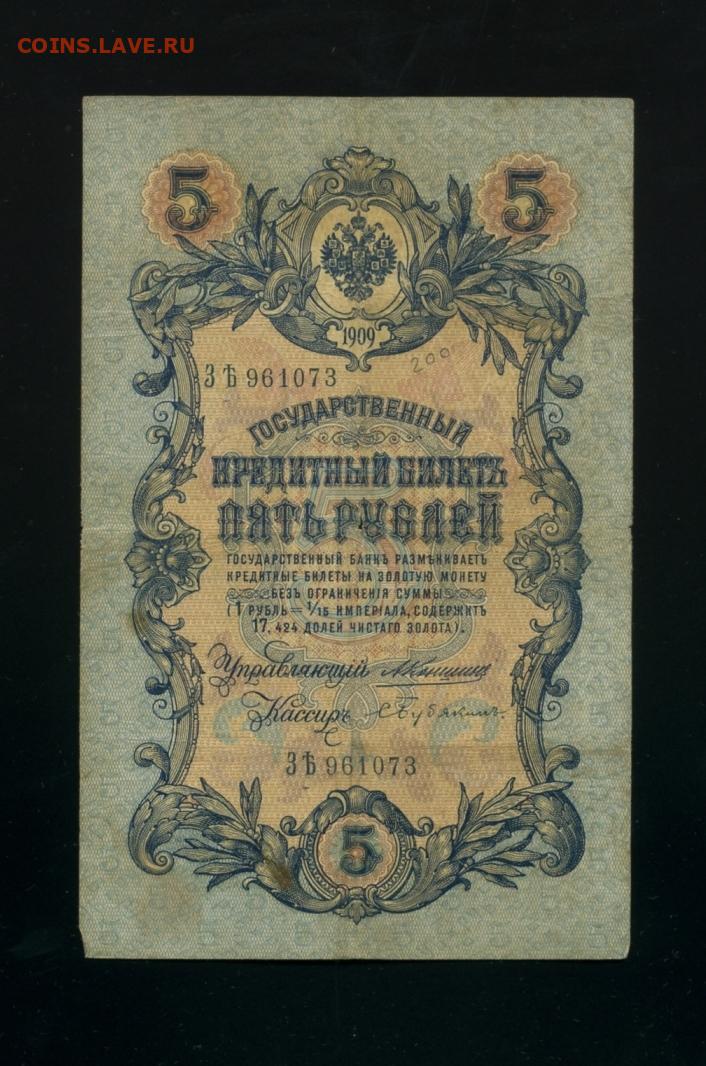 COINS.LAVE.RU
5 5
1909
200
ЗѢ 961073
ГОСУДАРСТВЕННЫЙ
КРЕДИТНЫЙ БИЛЕТЪ
ПЯТЬ РУБЛЕЙ
ГОСУДАРСТВЕННЫЙ БАНКЪ РАЗМѢНИВАЕТЪ
КРЕДИТНЫЕ БИЛЕТЫ НА ЗОЛОТУЮ МОНЕТУ
БЕЗЪ ОГРАНИЧЕНІЯ СУММЫ
(1 РУБЛЬ = 1/15 ИМПЕРІАЛА, СОДЕРЖИТЪ
17,424 ДОЛЕЙ ЧИСТАГО ЗОЛОТА).
Управляющій АКоншинъ
Кассиръ СБубякинъ.
ЗѢ 961073
5